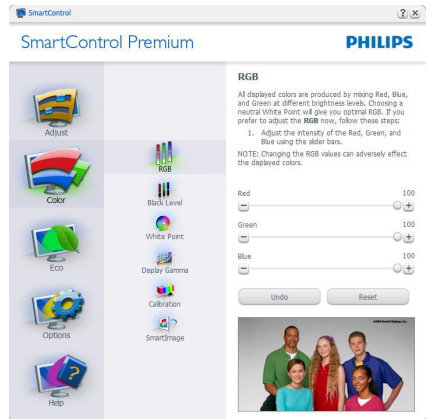 SmartControl
SmartControl Premium
PHILIPS
Adjust
Color
Eco
Options
Help
RGB
Black Level
White Point
Display Gamma
Calibration
SmartImage
RGB
All displayed colors are produced by mixing Red, Blue,
and Green at different brightness levels. Choosing a
neutral White Point will give you optimal RGB. If you
prefer to adjust the RGB now, follow these steps:
1. Adjust the intensity of the Red, Green, and
Blue using the slider bars.
NOTE: Changing the RGB values can adversely effect
the displayed colors.
Red 100
Green 100
Blue 100
Undo Reset